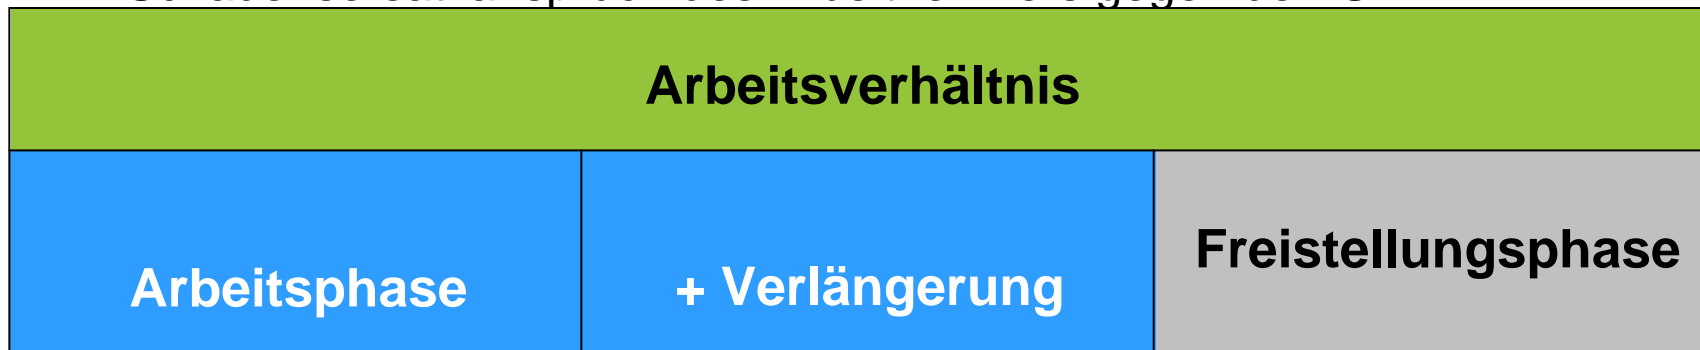 Arbeitsverhältnis
Freistellungsphase
Arbeitsphase + Verlängerung